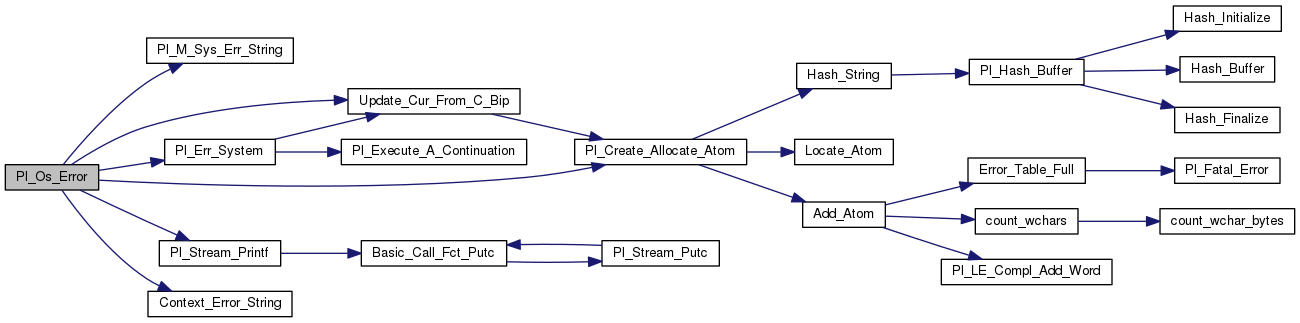 Pl_Os_Error
Pl_M_Sys_Err_String
Update_Cur_From_C_Bip
Pl_Err_System
Pl_Execute_A_Continuation
Pl_Stream_Printf
Context_Error_String
Basic_Call_Fct_Putc
Pl_Stream_Putc
Pl_Create_Allocate_Atom
Hash_String
Locate_Atom
Add_Atom
Pl_Hash_Buffer
Hash_Initialize
Hash_Buffer
Hash_Finalize
Error_Table_Full
Pl_Fatal_Error
count_wchars
count_wchar_bytes
Pl_LE_Compl_Add_Word